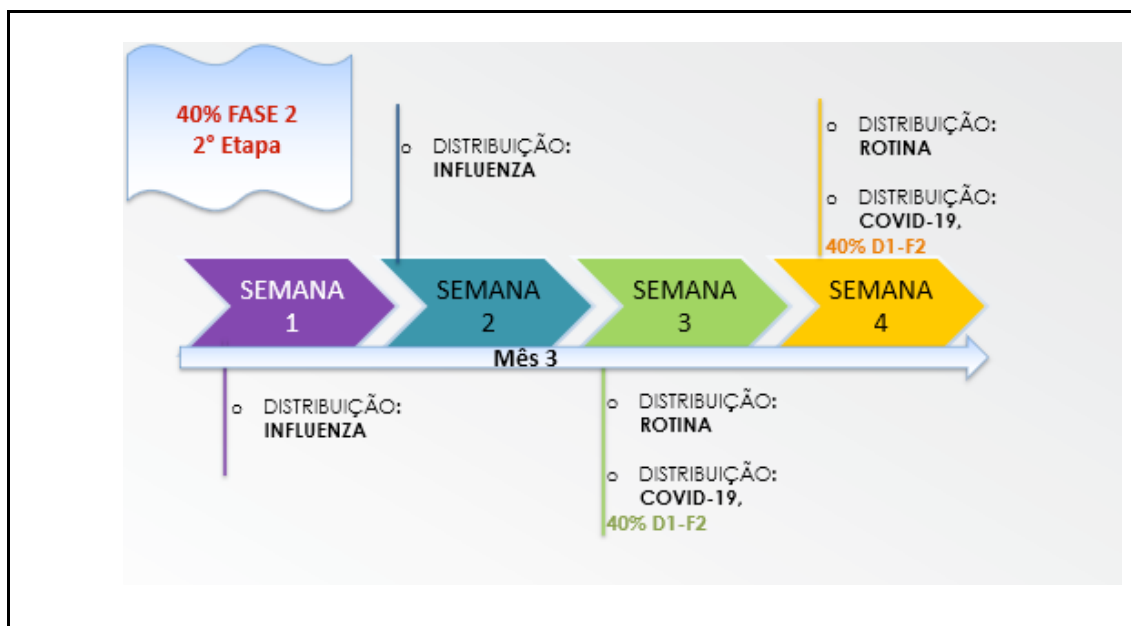 40% FASE 2
2° Etapa
o DISTRIBUIÇÃO:
INFLUENZA
o DISTRIBUIÇÃO:
ROTINA
o DISTRIBUIÇÃO:
COVID-19,
40% D1-F2
SEMANA
1
SEMANA
2
SEMANA
3
SEMANA
4
Mês 3
o DISTRIBUIÇÃO:
INFLUENZA
o DISTRIBUIÇÃO:
ROTINA
o DISTRIBUIÇÃO:
COVID-19,
40% D1-F2